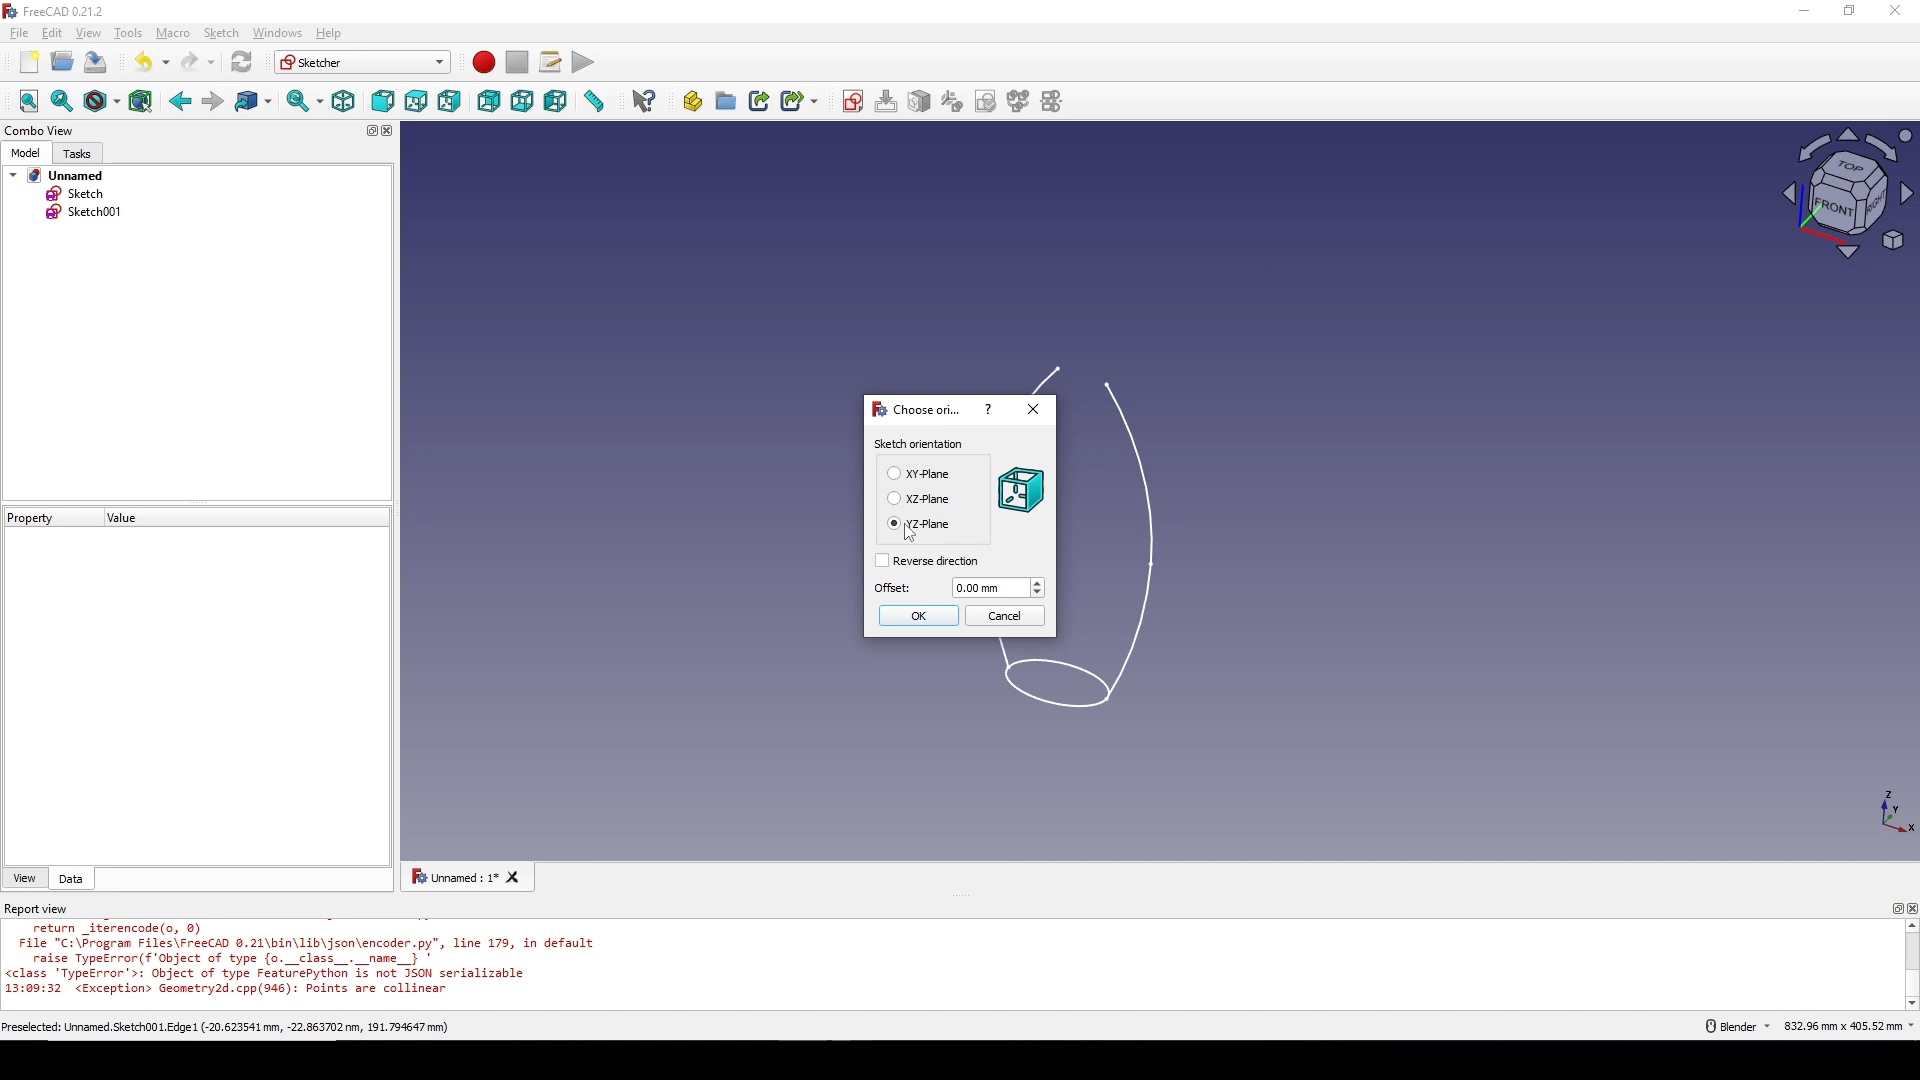 FreeCAD 0.21.2
File Edit View Tools Macro Sketch Windows Help
Sketcher
Combo View
Model Tasks
Unnamed
Sketch
Sketch001
Property Value
View Data
TOP
FRONT
RIGHT
Choose ori... ?
Sketch orientation
XY-Plane
XZ-Plane
YZ-Plane
Reverse direction
Offset: 0.00 mm
OK Cancel
Z
Y
X
Unnamed : 1*
Report view
return _iterencode(o, 0)
File "C:\Program Files\FreeCAD 0.21\bin\lib\json\encoder.py", line 179, in default
raise TypeError(f'Object of type {o.__class__.__name__} '
<class 'TypeError'>: Object of type FeaturePython is not JSON serializable
13:09:32 <Exception> Geometry2d.cpp(946): Points are collinear
Preselected: Unnamed.Sketch001.Edge1 (-20.623541 mm, -22.863702 nm, 191.794647 mm)
Blender 832.96 mm x 405.52 mm